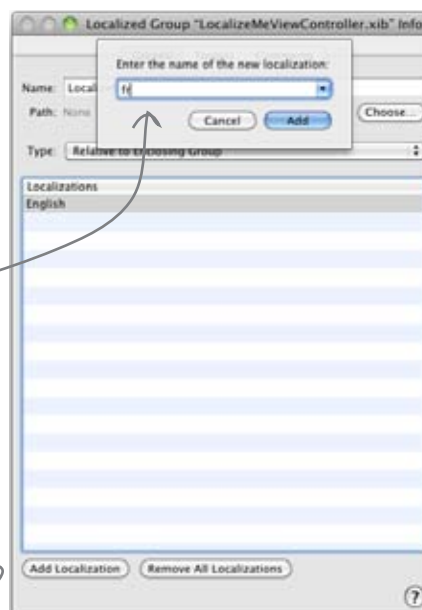 Localized Group "LocalizeMeViewController.xib" Info
Enter the name of the new localization:
Name: Local
fr
Path: None
Cancel
Add
Choose...
Type: Relative to Enclosing Group
Localizations
English
Add Localization
Remove All Localizations
?